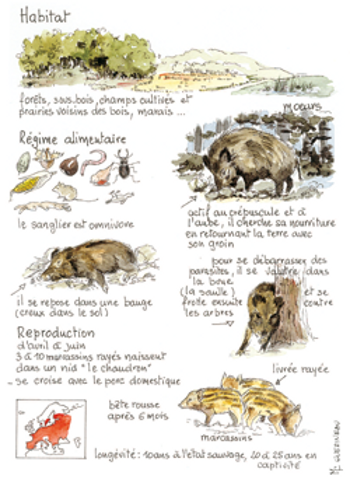 Habitat
forêts, sous-bois, champs cultivés et
prairies voisins des bois, marais ...
moeurs
Régime alimentaire
le sanglier est omnivore
actif au crépuscule et à
l'aube, il cherche sa nourriture
en retournant la terre avec
son groin
il se repose dans une bauge
(creux dans le sol)
pour se débarrasser des
parasites, il se vautre dans
la boue
(la souille) et se
frotte ensuite contre
les arbres
Reproduction
d'avril à juin
3 à 10 marcassins rayés naissent
dans un nid "le chaudron"
- se croise avec le porc domestique
livrée rayée
bête rousse
après 6 mois
marcassins
longévité: 10 ans à l'état sauvage, 20 à 25 ans en
captivité